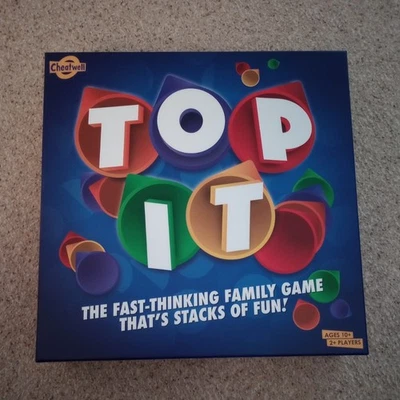 Cheatwell
TOP
IT
THE FAST-THINKING FAMILY GAME
THAT'S STACKS OF FUN!
AGES 10+
2+ PLAYERS